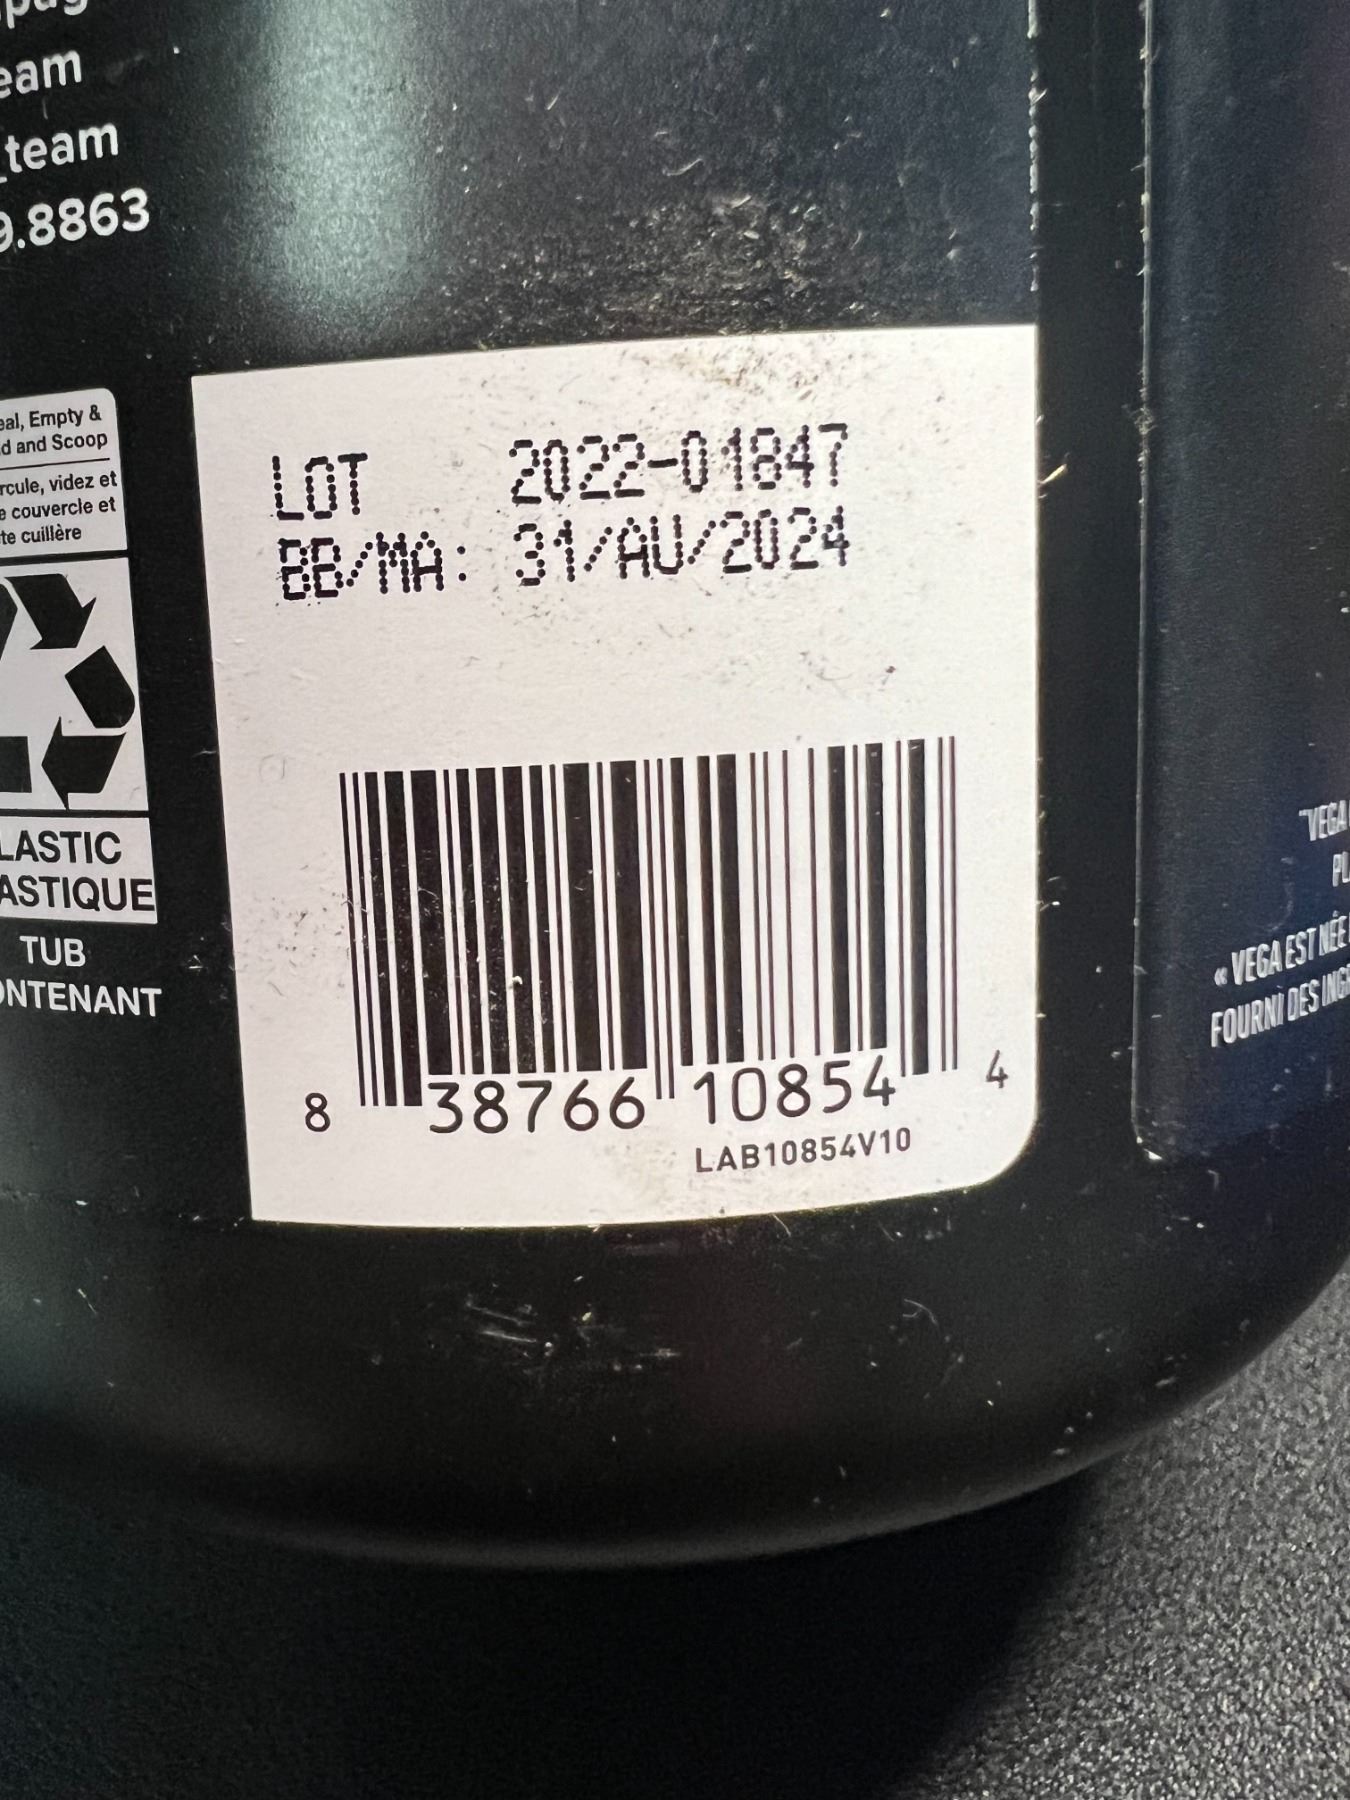 eam
_team
9.8863
eal, Empty &
d and Scoop
rcule, videz et
e couvercle et
te cuillère
LASTIC
ASTIQUE
TUB
ONTENANT
LOT 2022-01847
BB/MA: 31/AU/2024
8 38766 10854 4
LAB10854V10
"VEGA
PL
« VEGA EST NÉE
FOURNI DES INGR